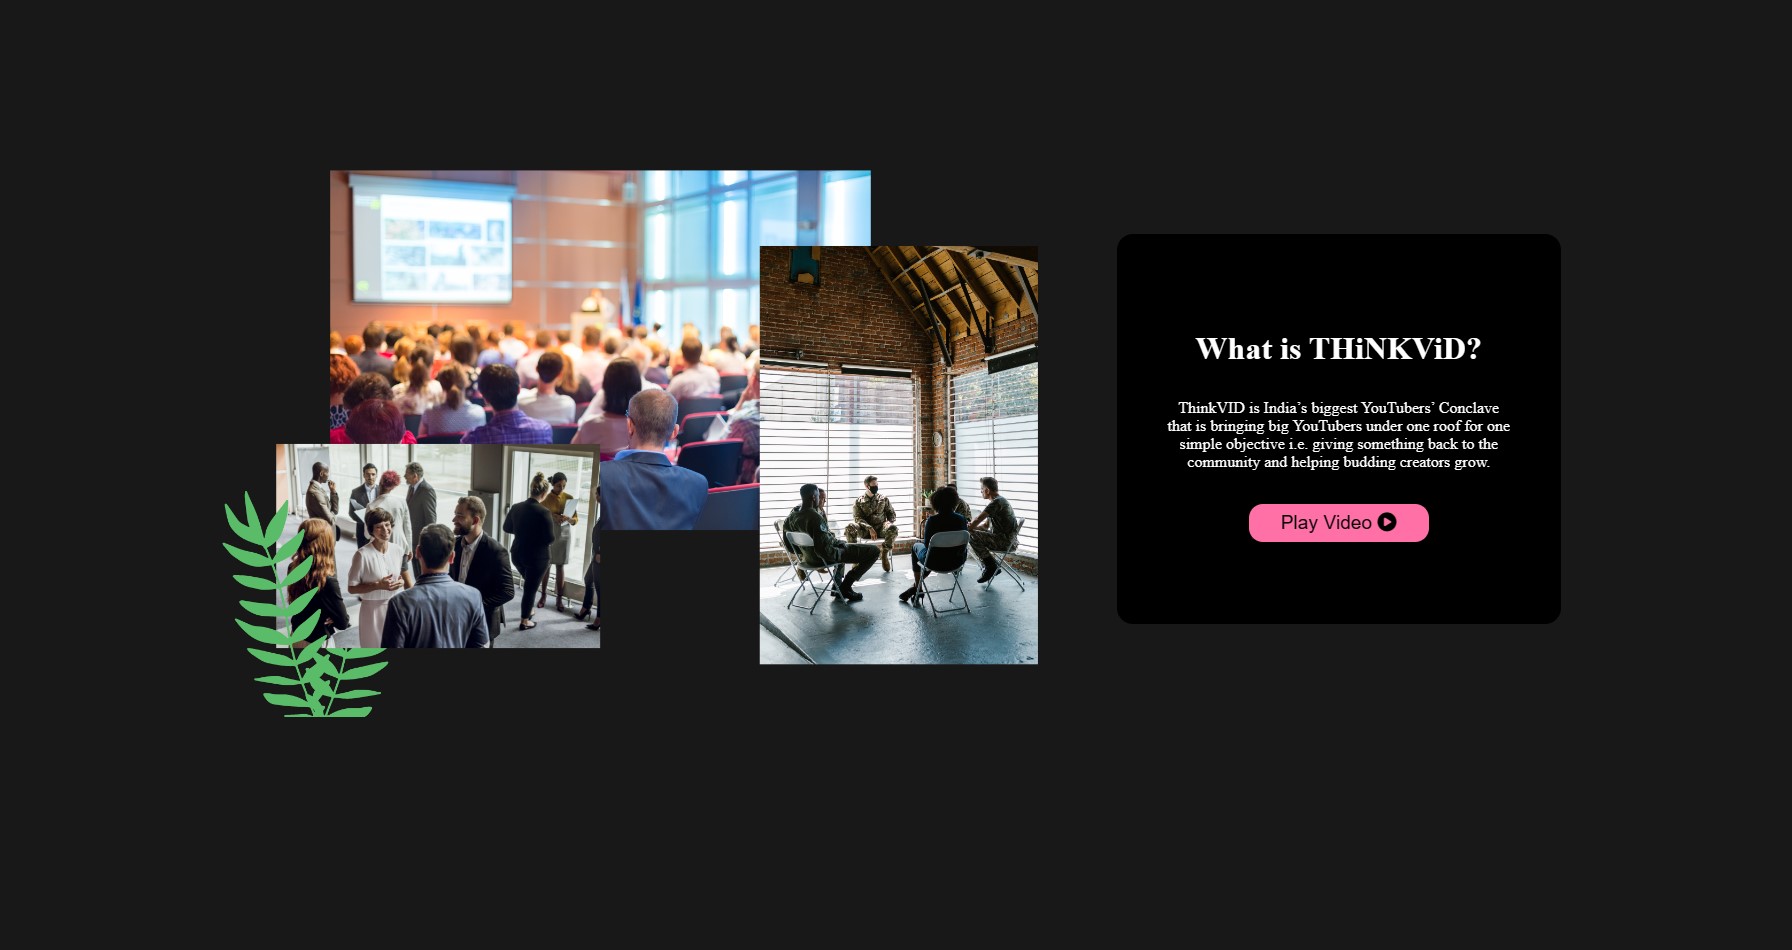 What is THiNKViD?
ThinkVID is India’s biggest YouTubers’ Conclave
that is bringing big YouTubers under one roof for one
simple objective i.e. giving something back to the
community and helping budding creators grow.
Play Video